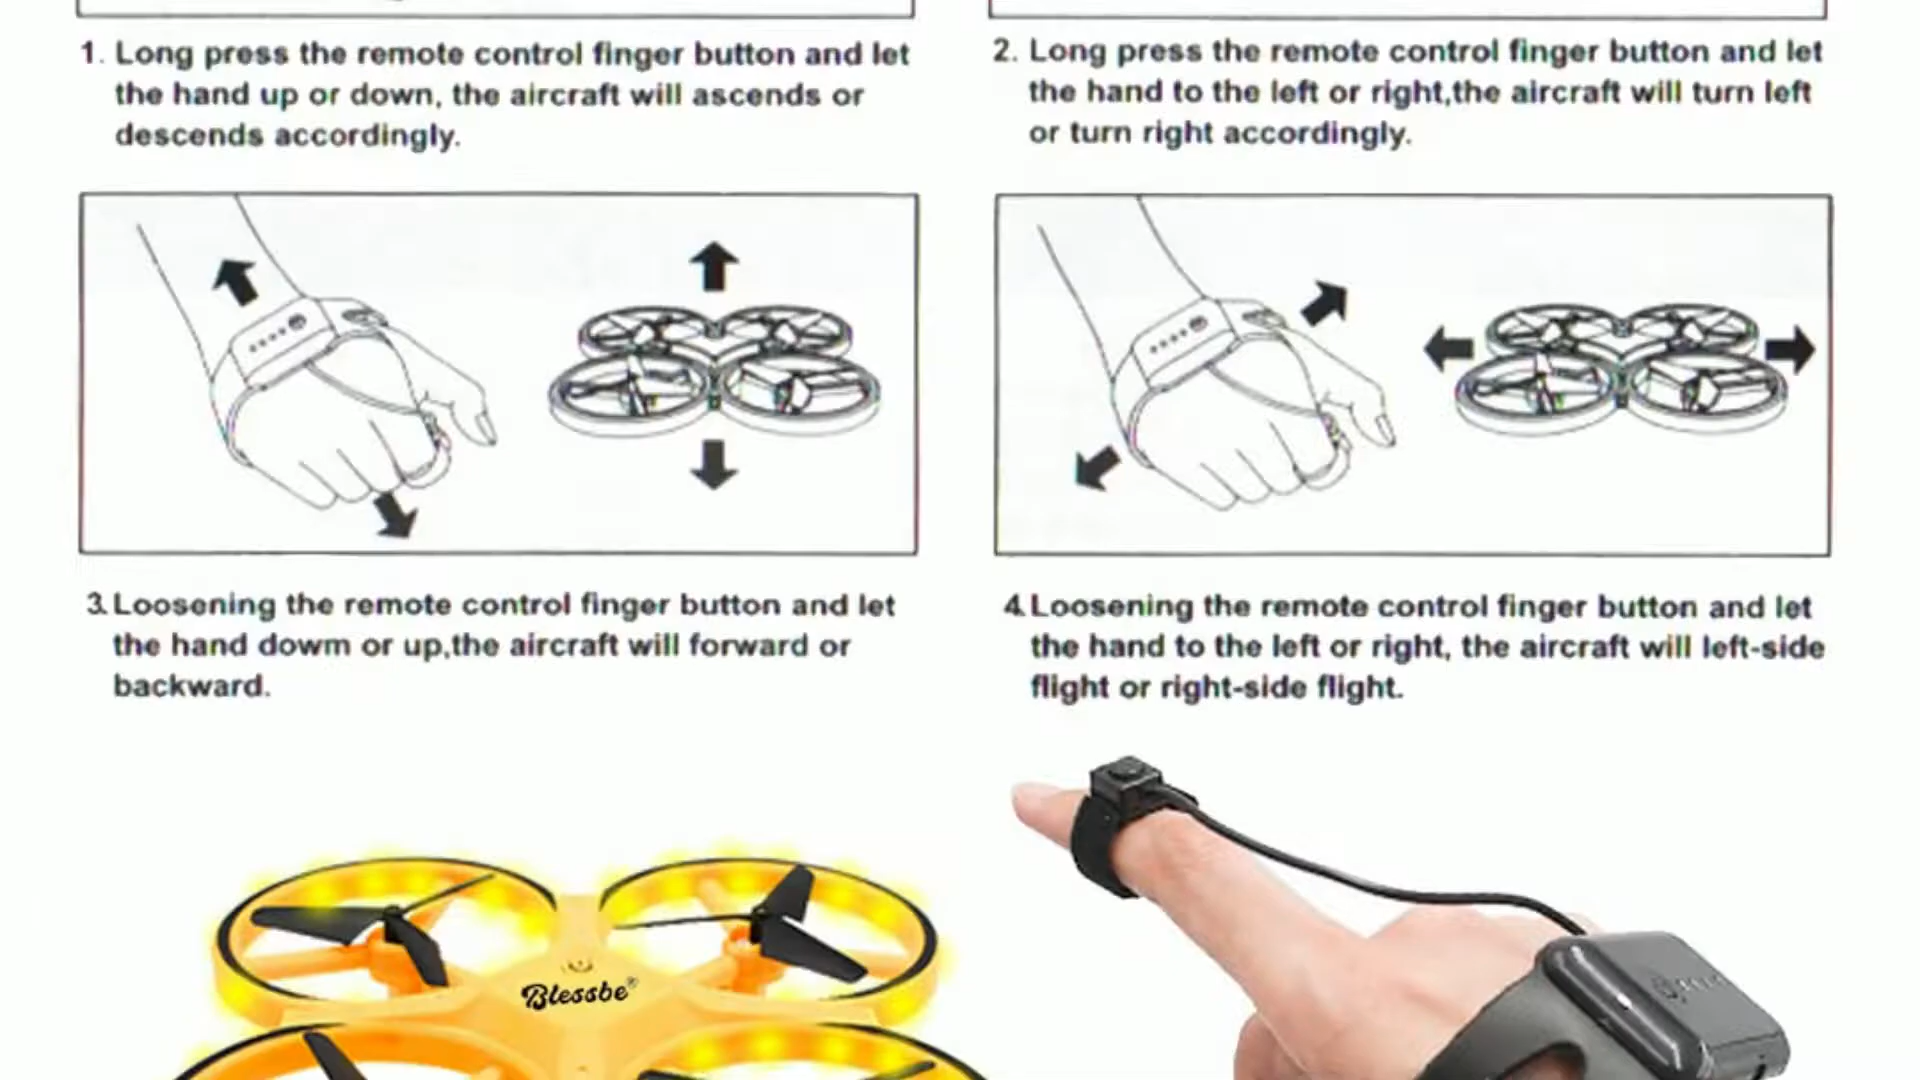 1. Long press the remote control finger button and let
the hand up or down, the aircraft will ascends or
descends accordingly.
2. Long press the remote control finger button and let
the hand to the left or right,the aircraft will turn left
or turn right accordingly.
3.Loosening the remote control finger button and let
the hand dowm or up,the aircraft will forward or
backward.
4.Loosening the remote control finger button and let
the hand to the left or right, the aircraft will left-side
flight or right-side flight.
Blessbe®